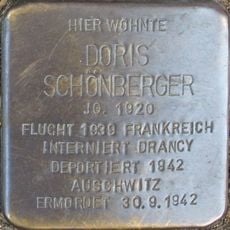 HIER WOHNTE
DORIS
SCHÖNBERGER
JG. 1920
FLUCHT 1939 FRANKREICH
INTERNIERT DRANCY
DEPORTIERT 1942
AUSCHWITZ
ERMORDET 30.9.1942